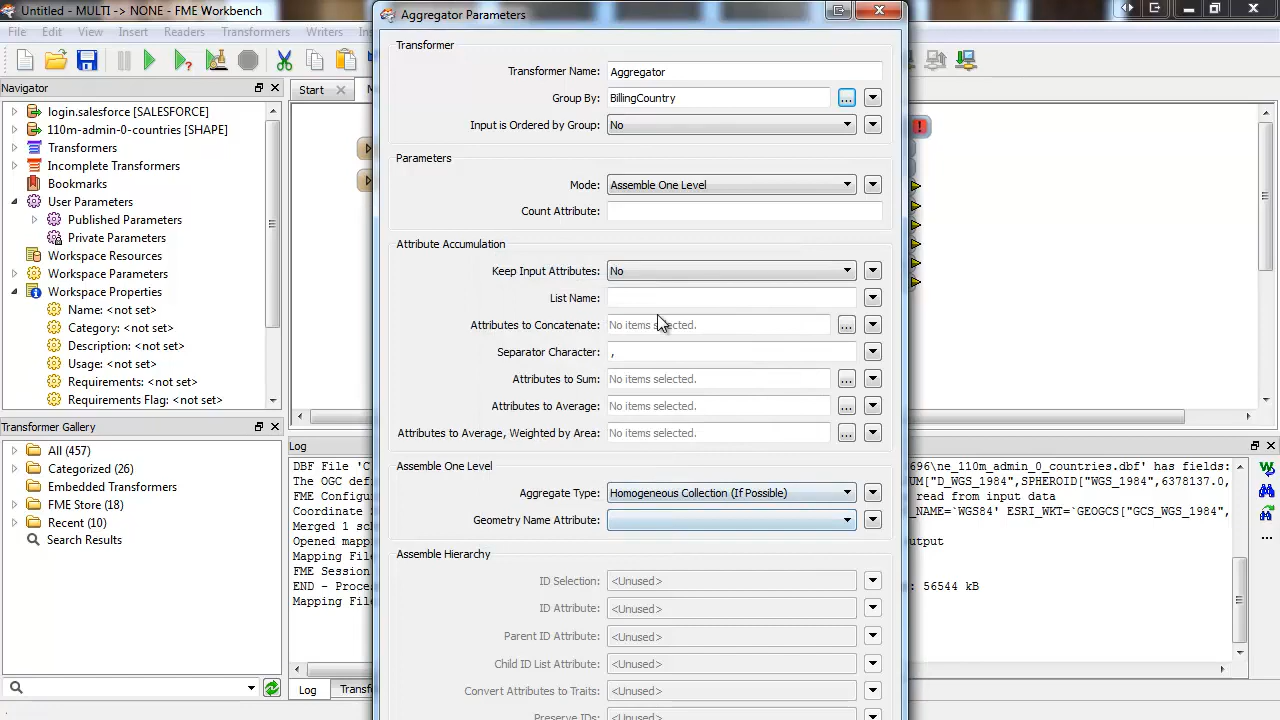 Untitled - MULTI -> NONE - FME Workbench
File Edit View Insert Readers Transformers Writers
Navigator
login.salesforce [SALESFORCE]
110m-admin-0-countries [SHAPE]
Transformers
Incomplete Transformers
Bookmarks
User Parameters
Published Parameters
Private Parameters
Workspace Resources
Workspace Parameters
Workspace Properties
Name: <not set)
Category: <not set>
Description: <not set>
Usage: <not set>
Requirements: <not set>
Requirements Flag: <not set>
Transformer Gallery
All (457)
Categorized (26)
Embedded Transformers
FME Store (18)
Recent (10)
Search Results
Start
Aggregator Parameters
Transformer
Transformer Name: Aggregator
Group By: BillingCountry ...
Input is Ordered by Group: No
Parameters
Mode: Assemble One Level
Count Attribute:
Attribute Accumulation
Keep Input Attributes: No
List Name:
Attributes to Concatenate: No items selected. ...
Separator Character: ,
Attributes to Sum: No items selected. ...
Attributes to Average: No items selected. ...
Attributes to Average, Weighted by Area: No items selected. ...
Assemble One Level
Aggregate Type: Homogeneous Collection (If Possible)
Geometry Name Attribute:
Assemble Hierarchy
ID Selection: <Unused>
ID Attribute: <Unused>
Parent ID Attribute: <Unused>
Child ID List Attribute: <Unused>
Convert Attributes to Traits: <Unused>
Preserve IDs: <Unused>
Log
DBF File 'C
The OGC def
FME Configu
Coordinate S
Merged 1 sch
Opened mapp
Mapping File
FME Session
END - Proces
Mapping File
696\ne_110m_admin_0_countries.dbf' has fields:
UM["D_WGS_1984",SPHEROID["WGS_1984",6378137.0,
read from input data
_NAME=`WGS84' ESRI_WKT=`GEOGCS["GCS_WGS_1984",
utput
: 56544 kB
Log Transf